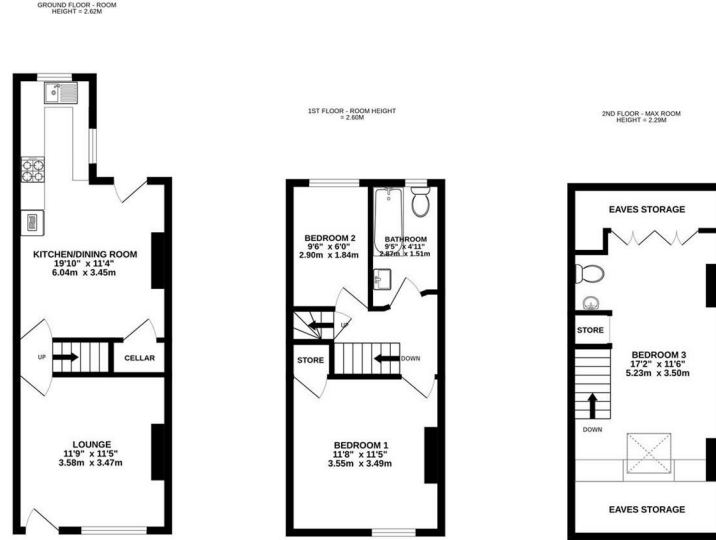 GROUND FLOOR - ROOM
HEIGHT = 2.62M
KITCHEN/DINING ROOM
19'10" x 11'4"
6.04m x 3.45m
UP
CELLAR
LOUNGE
11'9" x 11'5"
3.58m x 3.47m
1ST FLOOR - ROOM HEIGHT
= 2.60M
BEDROOM 2
9'6" x 6'0"
2.90m x 1.84m
BATHROOM
9'5" x 4'11"
2.87m x 1.51m
UP
STORE
DOWN
BEDROOM 1
11'8" x 11'5"
3.55m x 3.49m
2ND FLOOR - MAX ROOM
HEIGHT = 2.29M
EAVES STORAGE
STORE
BEDROOM 3
17'2" x 11'6"
5.23m x 3.50m
DOWN
EAVES STORAGE